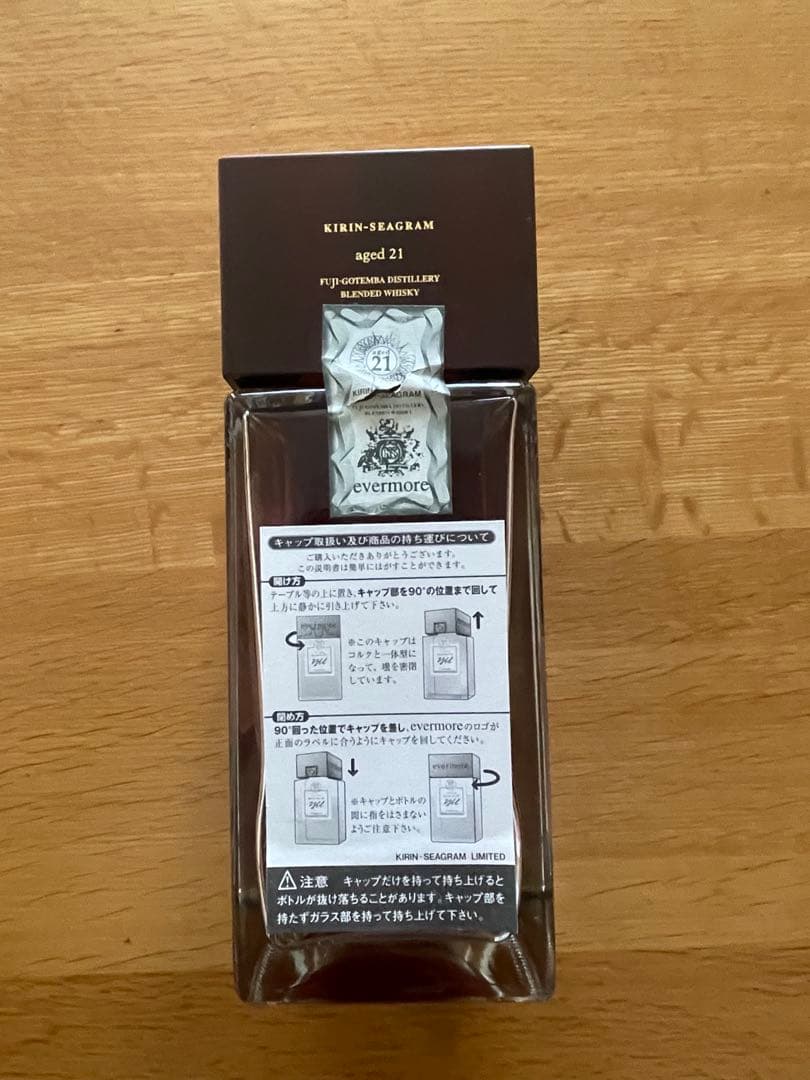 KIRIN-SEAGRAM
aged 21
FUJI-GOTEMBA DISTILLERY
BLENDED WHISKY
21
KIRIN-SEAGRAM
FUJI-GOTEMBA DISTILLERY
BLENDED WHISKY
evermore
キャップ取扱い及び商品の持ち運びについて
ご購入いただきありがとうございます。
この説明書は簡単にはがすことができます。
開け方
テーブル等の上に置き、キャップ部を90°の位置まで回して
上方に静かに引き上げて下さい。
※このキャップは
コルクと一体型に
なって、壜を密閉
しています。
閉め方
90°回った位置でキャップを蓋し、evermoreのロゴが
正面のラベルに合うようにキャップを回してください。
evermore
※キャップとボトルの
間に指をはさまない
ようご注意下さい。
KIRIN-SEAGRAM LIMITED
⚠注意 キャップだけを持って持ち上げると
ボトルが抜け落ちることがあります。キャップ部を
持たずガラス部を持って持ち上げて下さい。